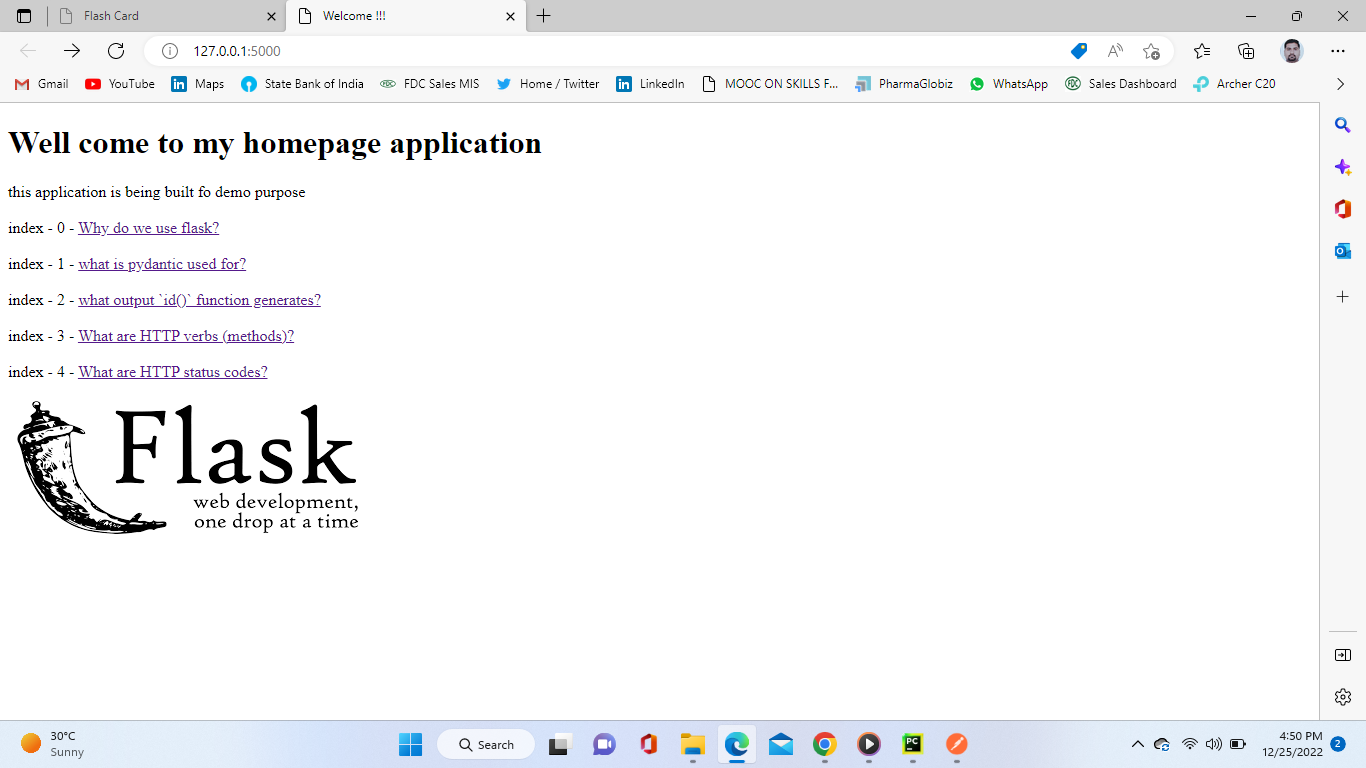 Flash Card
Welcome !!!
127.0.0.1:5000
Gmail
YouTube
Maps
State Bank of India
FDC Sales MIS
Home / Twitter
LinkedIn
MOOC ON SKILLS F...
PharmaGlobiz
WhatsApp
Sales Dashboard
Archer C20
Well come to my homepage application
this application is being built fo demo purpose
index - 0 - Why do we use flask?
index - 1 - what is pydantic used for?
index - 2 - what output `id()` function generates?
index - 3 - What are HTTP verbs (methods)?
index - 4 - What are HTTP status codes?
Flask
web development,
one drop at a time
30°C
Sunny
Search
4:50 PM
12/25/2022
2